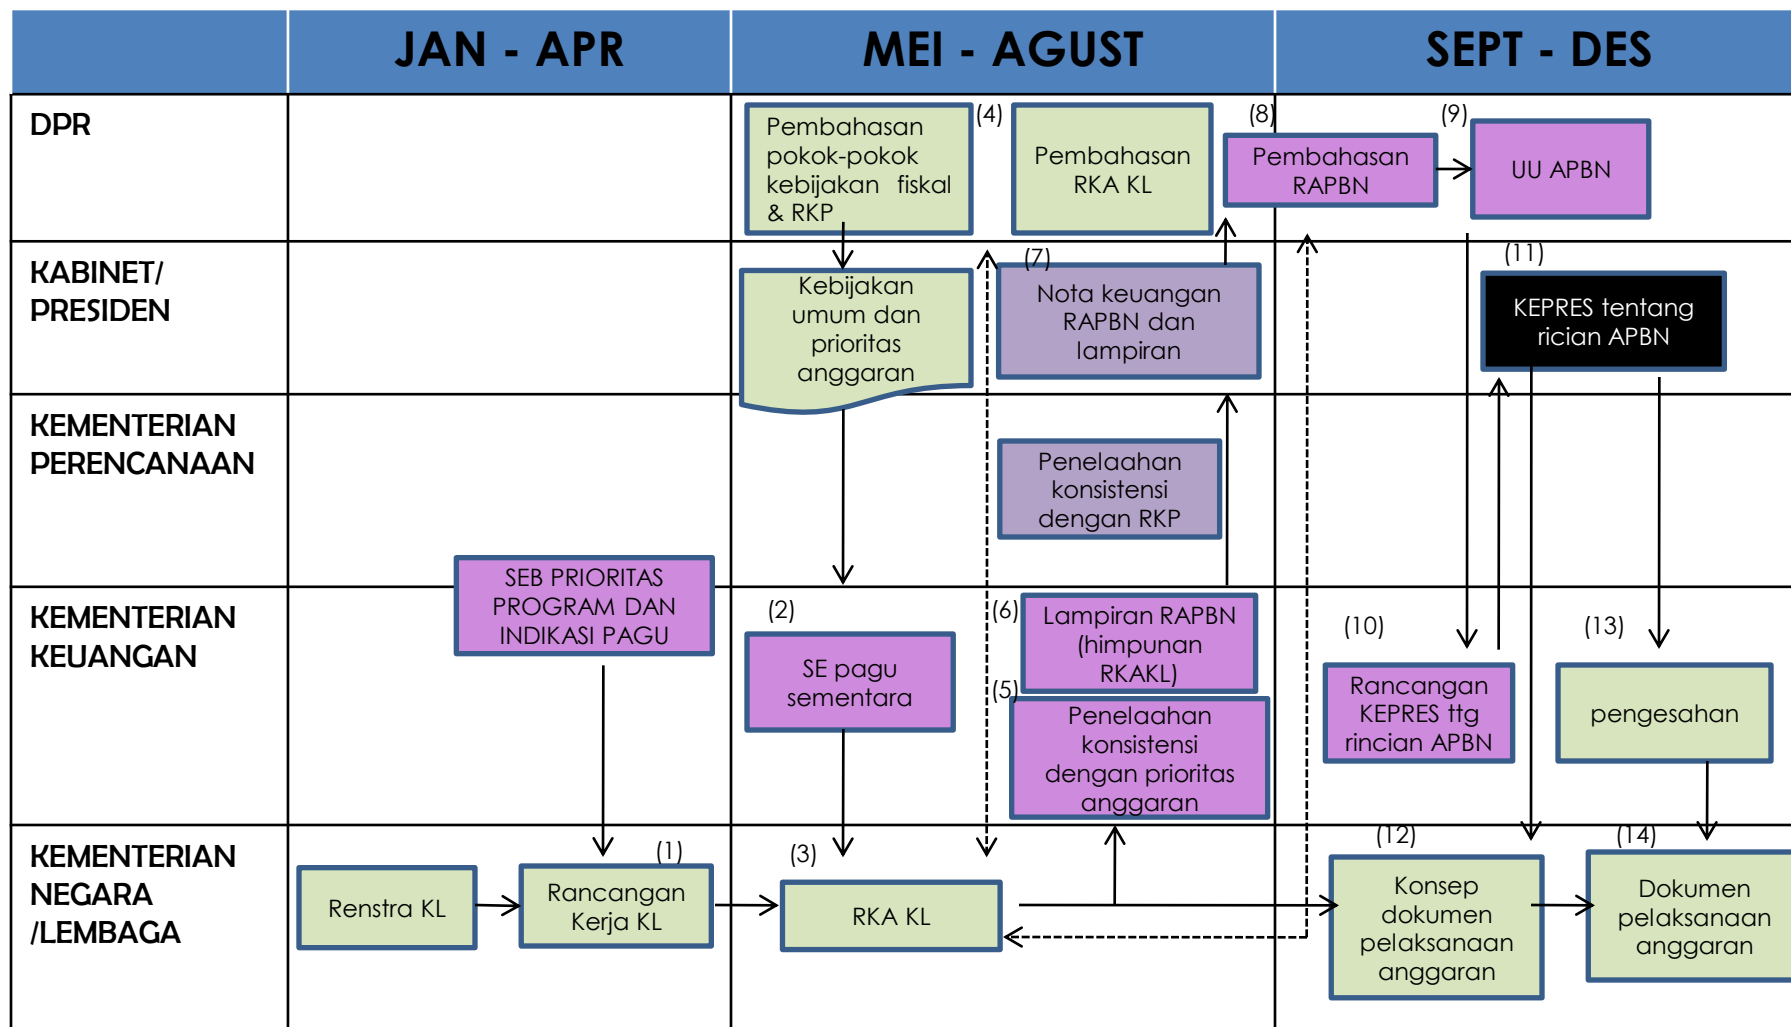 JAN - APR
MEI - AGUST
SEPT - DES
DPR
Pembahasan
pokok-pokok
kebijakan fiskal
& RKP
(4)
Pembahasan
RKA KL
(8)
Pembahasan
RAPBN
(9)
UU APBN
KABINET/
PRESIDEN
Kebijakan
umum dan
prioritas
anggaran
(7)
Nota keuangan
RAPBN dan
lampiran
(11)
KEPRES tentang
rician APBN
KEMENTERIAN
PERENCANAAN
Penelaahan
konsistensi
dengan RKP
SEB PRIORITAS
PROGRAM DAN
INDIKASI PAGU
KEMENTERIAN
KEUANGAN
(2)
SE pagu
sementara
(6)
Lampiran RAPBN
(himpunan
RKAKL)
(5)
Penelaahan
konsistensi
dengan prioritas
anggaran
(10)
Rancangan
KEPRES ttg
rincian APBN
(13)
pengesahan
KEMENTERIAN
NEGARA
/LEMBAGA
Renstra KL
(1)
Rancangan
Kerja KL
(3)
RKA KL
(12)
Konsep
dokumen
pelaksanaan
anggaran
(14)
Dokumen
pelaksanaan
anggaran